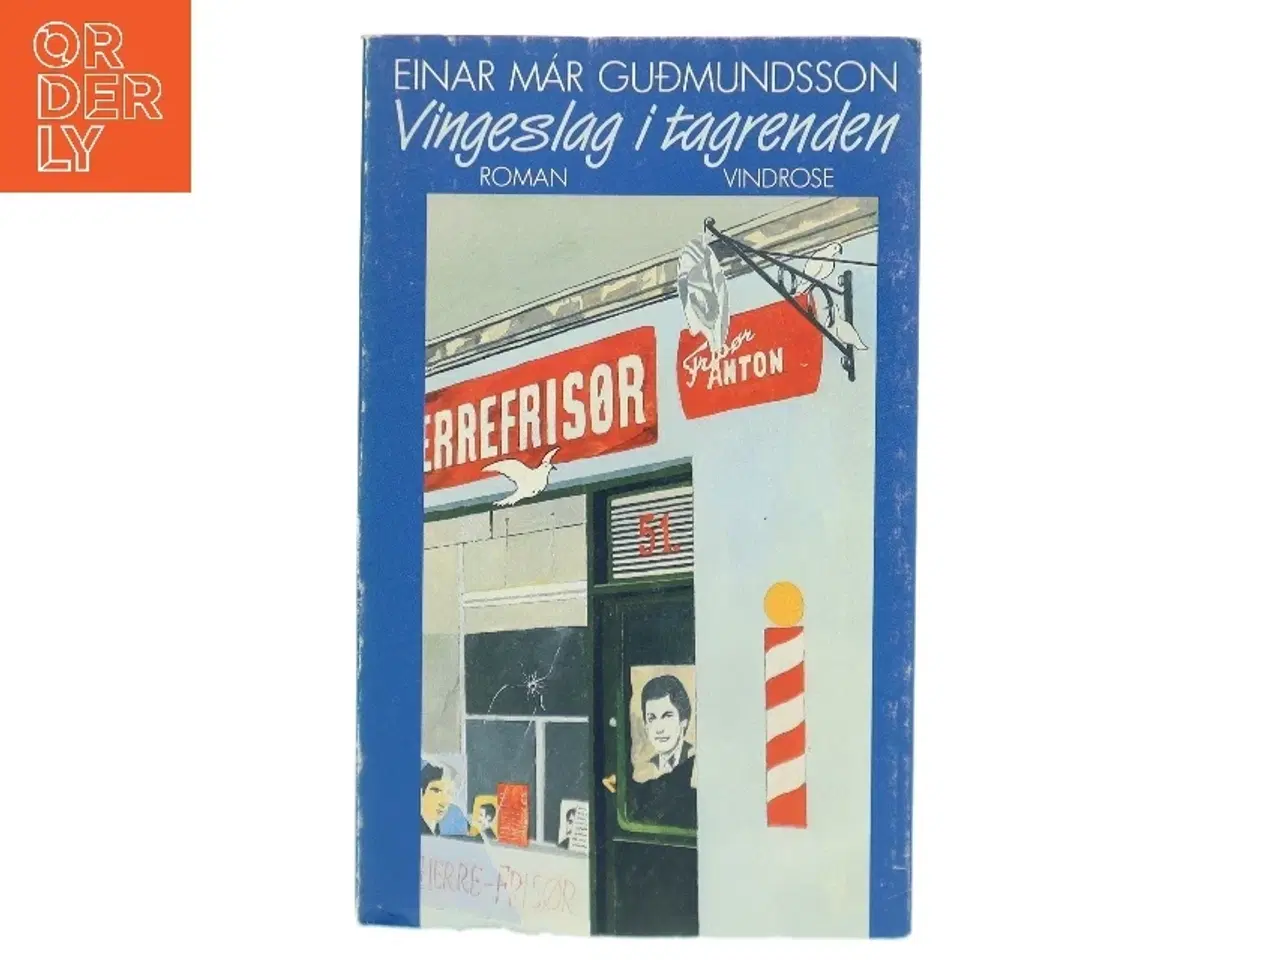 OR
DER
LY
EINAR MÁR GUÐMUNDSSON
Vingeslag i tagrenden
ROMAN VINDROSE
ERREFRISØR
Frisør
ANTON
51.
HERRE-FRISØR